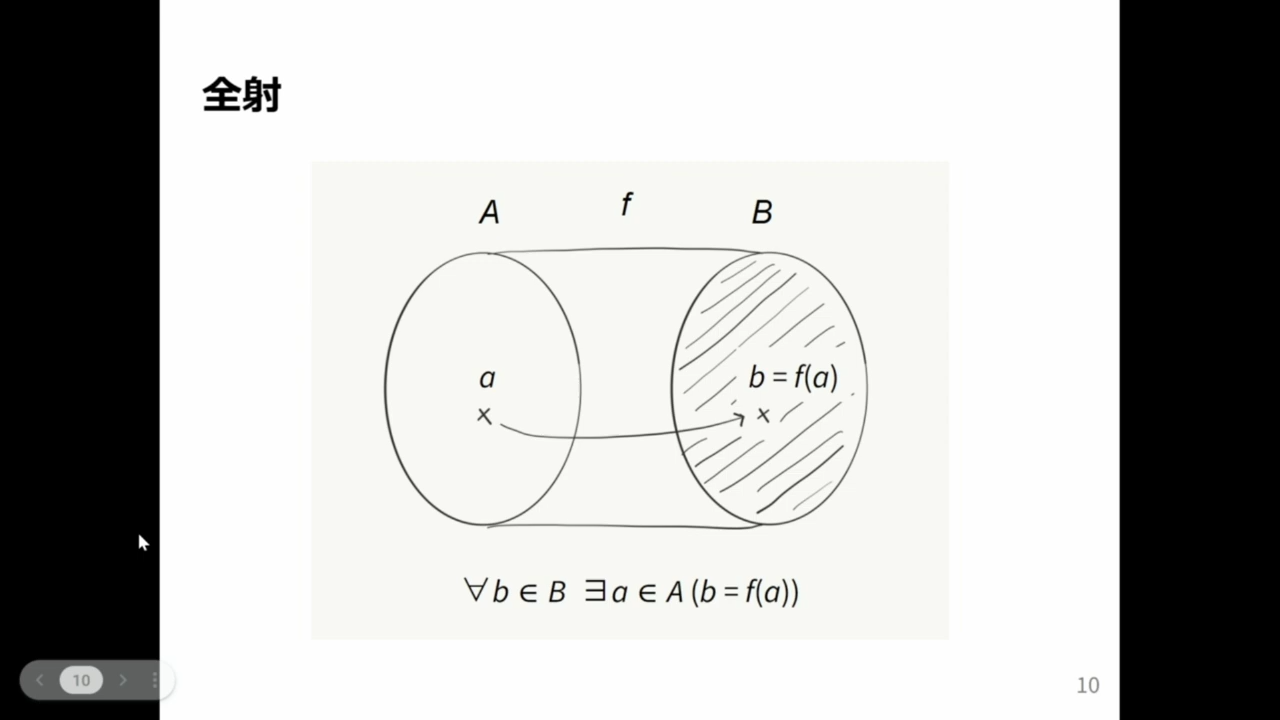 全射
A f B
a b = f(a)
∀b ∈ B ∃a ∈ A (b = f(a))
10
10